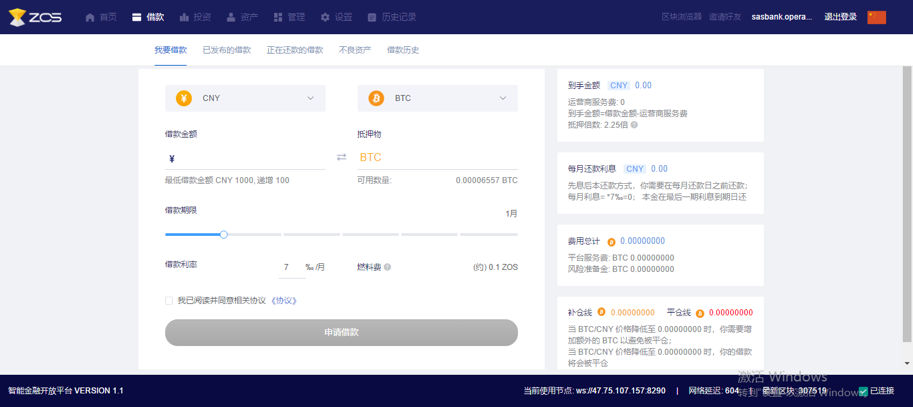 ZOS 首页 借款 投资 资产 管理 设置 历史记录 区块浏览器 邀请好友 sasbank.opera... 退出登录
我要借款 已发布的借款 正在还款的借款 不良资产 借款历史
CNY BTC
借款金额 抵押物
¥ BTC
最低借款金额 CNY 1000, 递增 100 可用数量: 0.00006557 BTC
借款期限 1月
借款利率 7 ‰ /月 燃料费 (约) 0.1 ZOS
我已阅读并同意相关协议 《协议》
申请借款
到手金额 CNY 0.00
运营商服务费: 0
到手金额=借款金额-运营商服务费
抵押倍数: 2.25倍
每月还款利息 CNY 0.00
先息后本还款方式，你需要在每月还款日之前还款；
每月利息= *7‰=0； 本金在最后一期利息到期日还
费用总计 0.00000000
平台服务费: BTC 0.00000000
风险准备金: BTC 0.00000000
补仓线 0.00000000 平仓线 0.00000000
当 BTC/CNY 价格降低至 0.00000000 时，你需要增
加额外的 BTC 以避免被平仓；
当 BTC/CNY 价格降低至 0.00000000 时，你的借款
将会被平仓
激活 Windows
智能金融开放平台 VERSION 1.1 当前使用节点: ws://47.75.107.157:8290 | 网络延迟: 604 | 最新区块: 307519 已连接